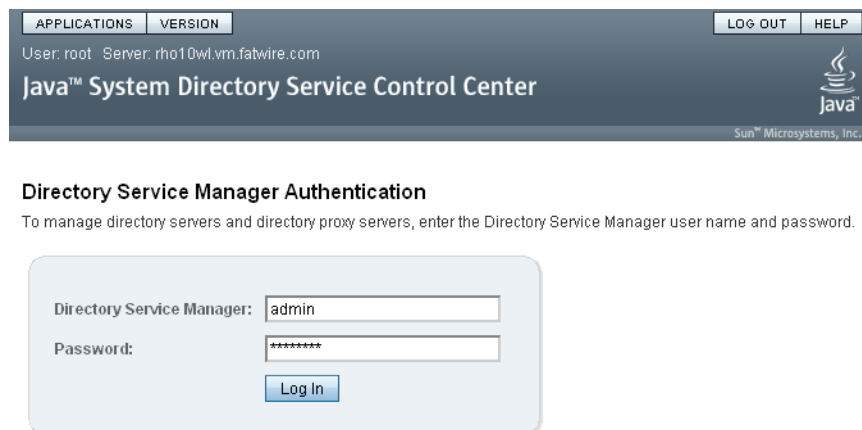 APPLICATIONS VERSION LOG OUT HELP
User: root Server: rho10wl.vm.fatwire.com
Java™ System Directory Service Control Center
Java™
Sun™ Microsystems, Inc.
Directory Service Manager Authentication
To manage directory servers and directory proxy servers, enter the Directory Service Manager user name and password.
Directory Service Manager: admin
Password: ********
Log In